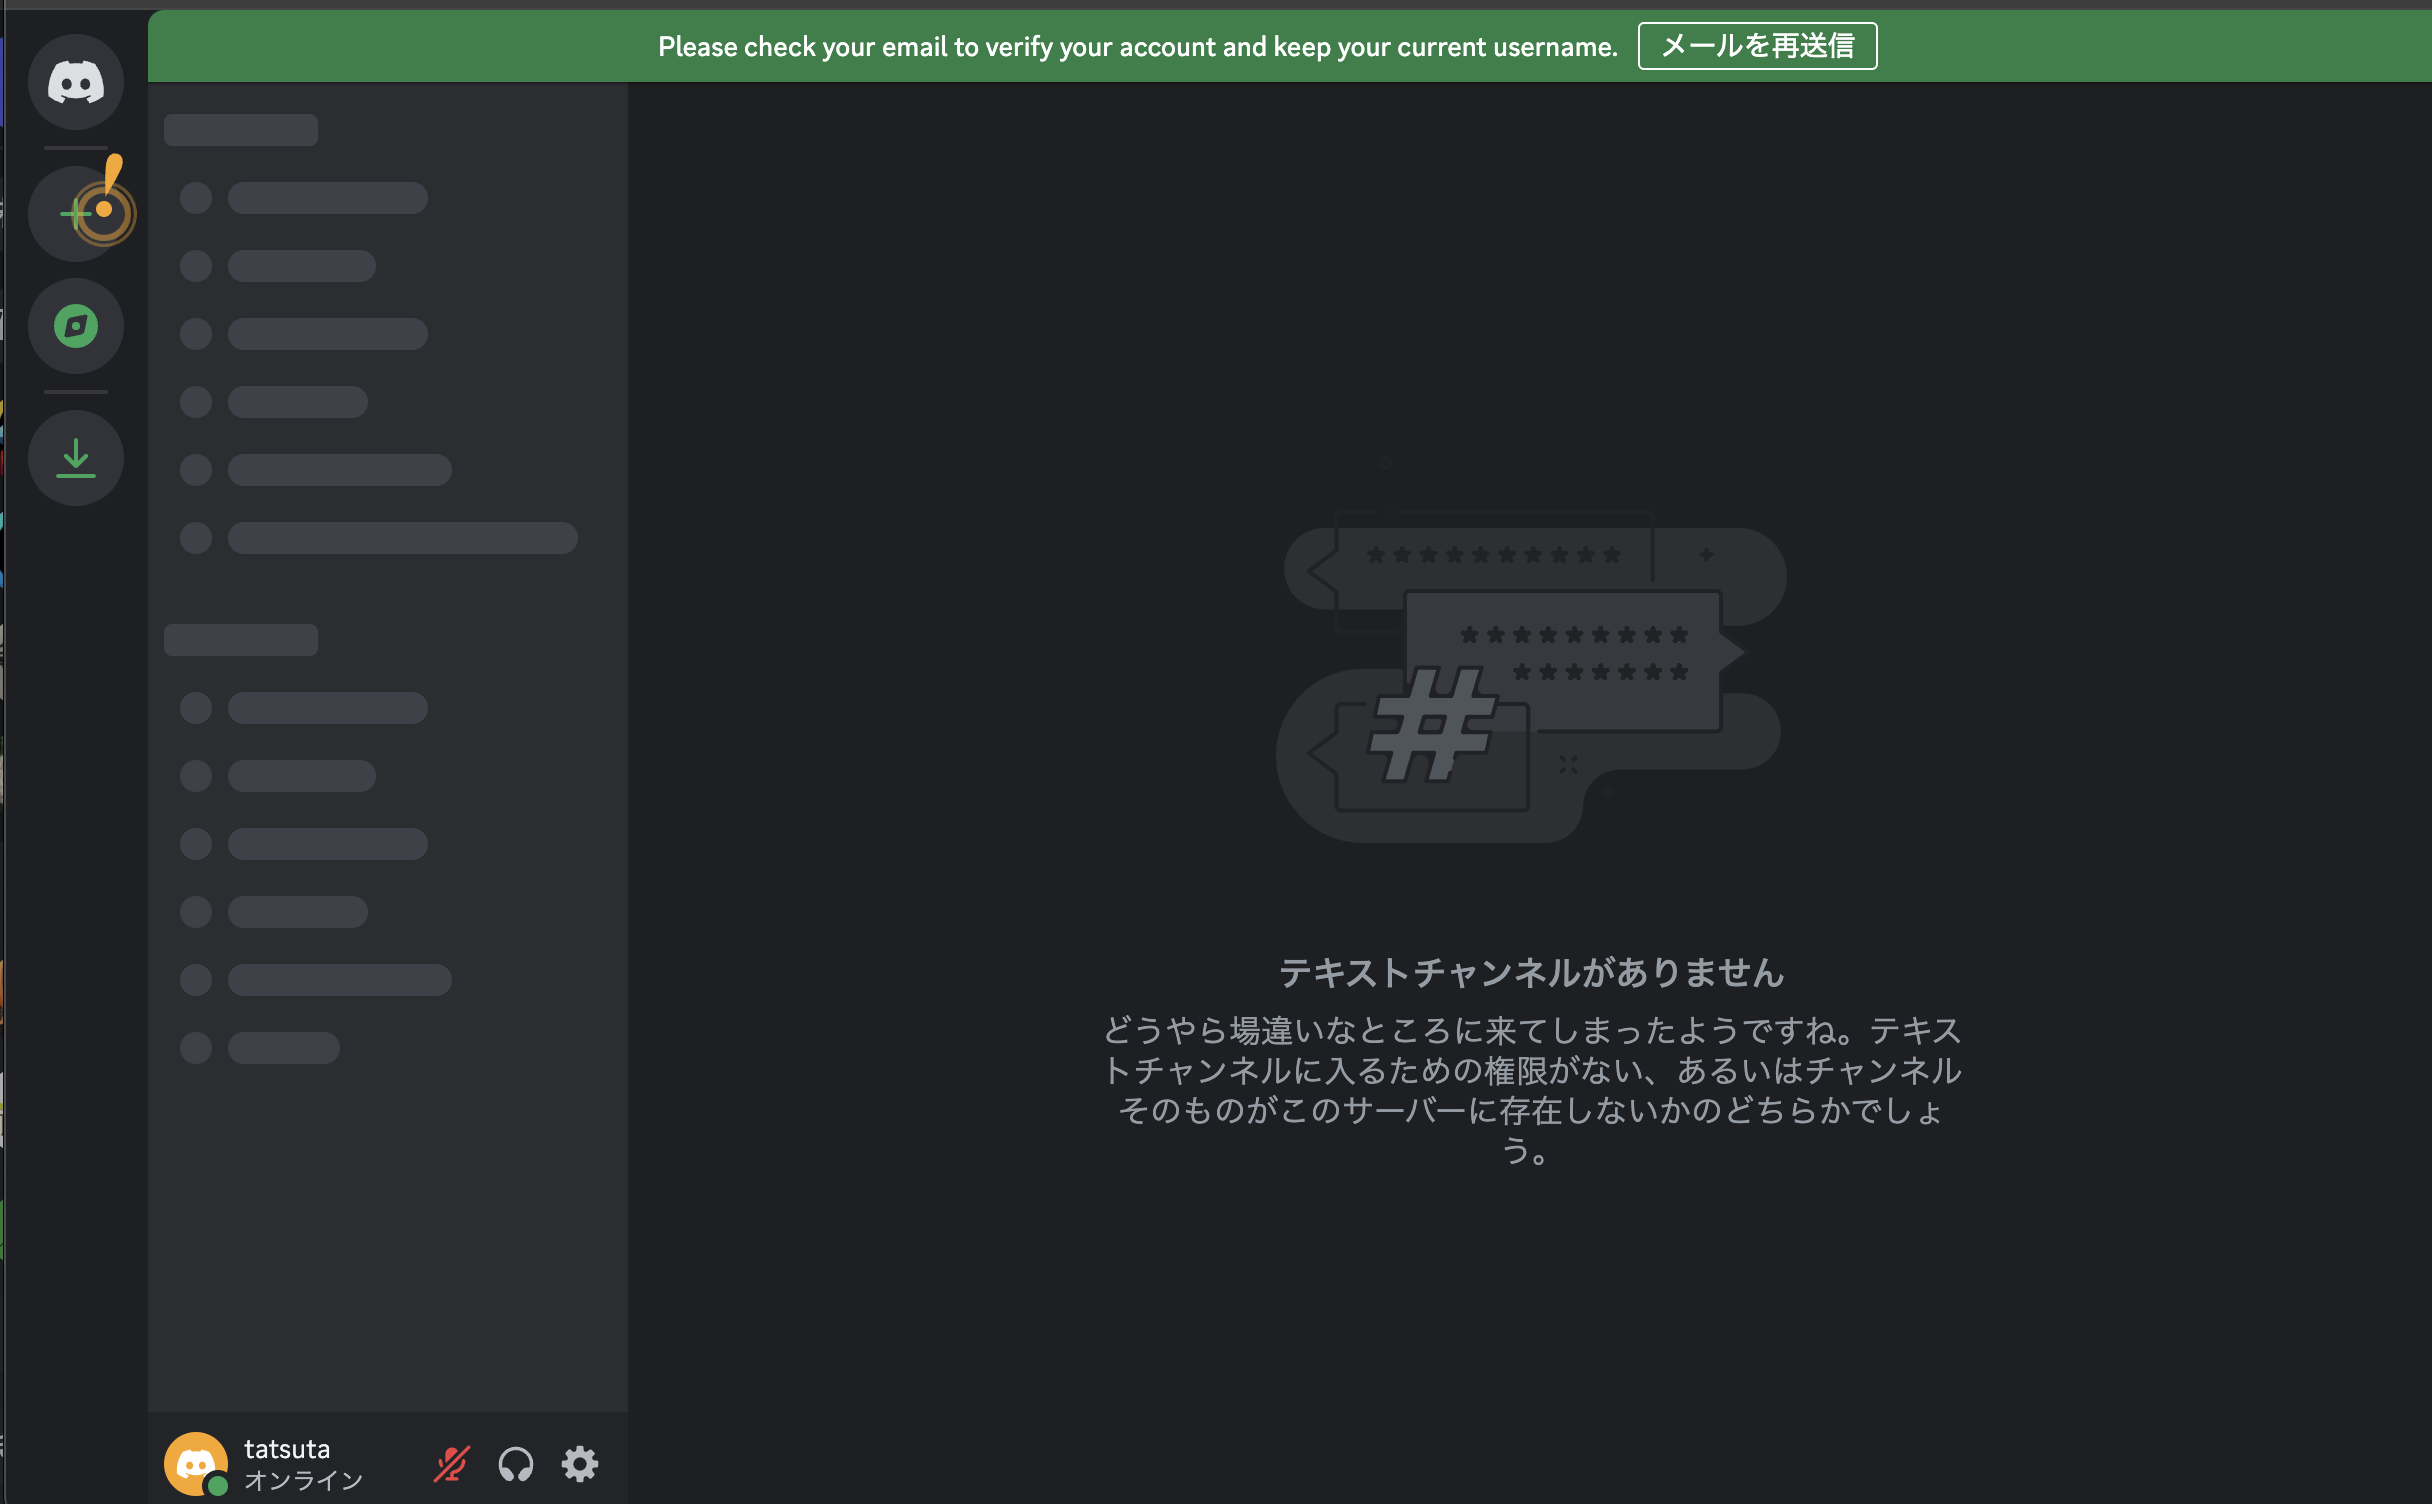 Please check your email to verify your account and keep your current username.
メールを再送信
テキストチャンネルがありません
どうやら場違いなところに来てしまったようですね。テキス
トチャンネルに入るための権限がない、あるいはチャンネル
そのものがこのサーバーに存在しないかのどちらかでしょ
う。
tatsuta
オンライン